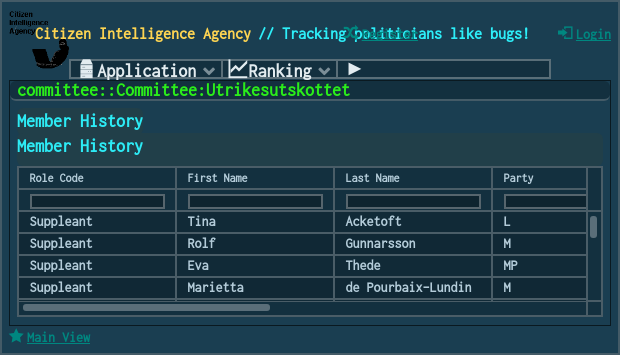 Citizen
Intelligence
Agency
Citizen Intelligence Agency // Tracking politicians like bugs!
Login
Application Ranking
committee::Committee:Utrikesutskottet
Member History
Member History
Role Code First Name Last Name Party
Suppleant Tina Acketoft L
Suppleant Rolf Gunnarsson M
Suppleant Eva Thede MP
Suppleant Marietta de Pourbaix-Lundin M
Main View